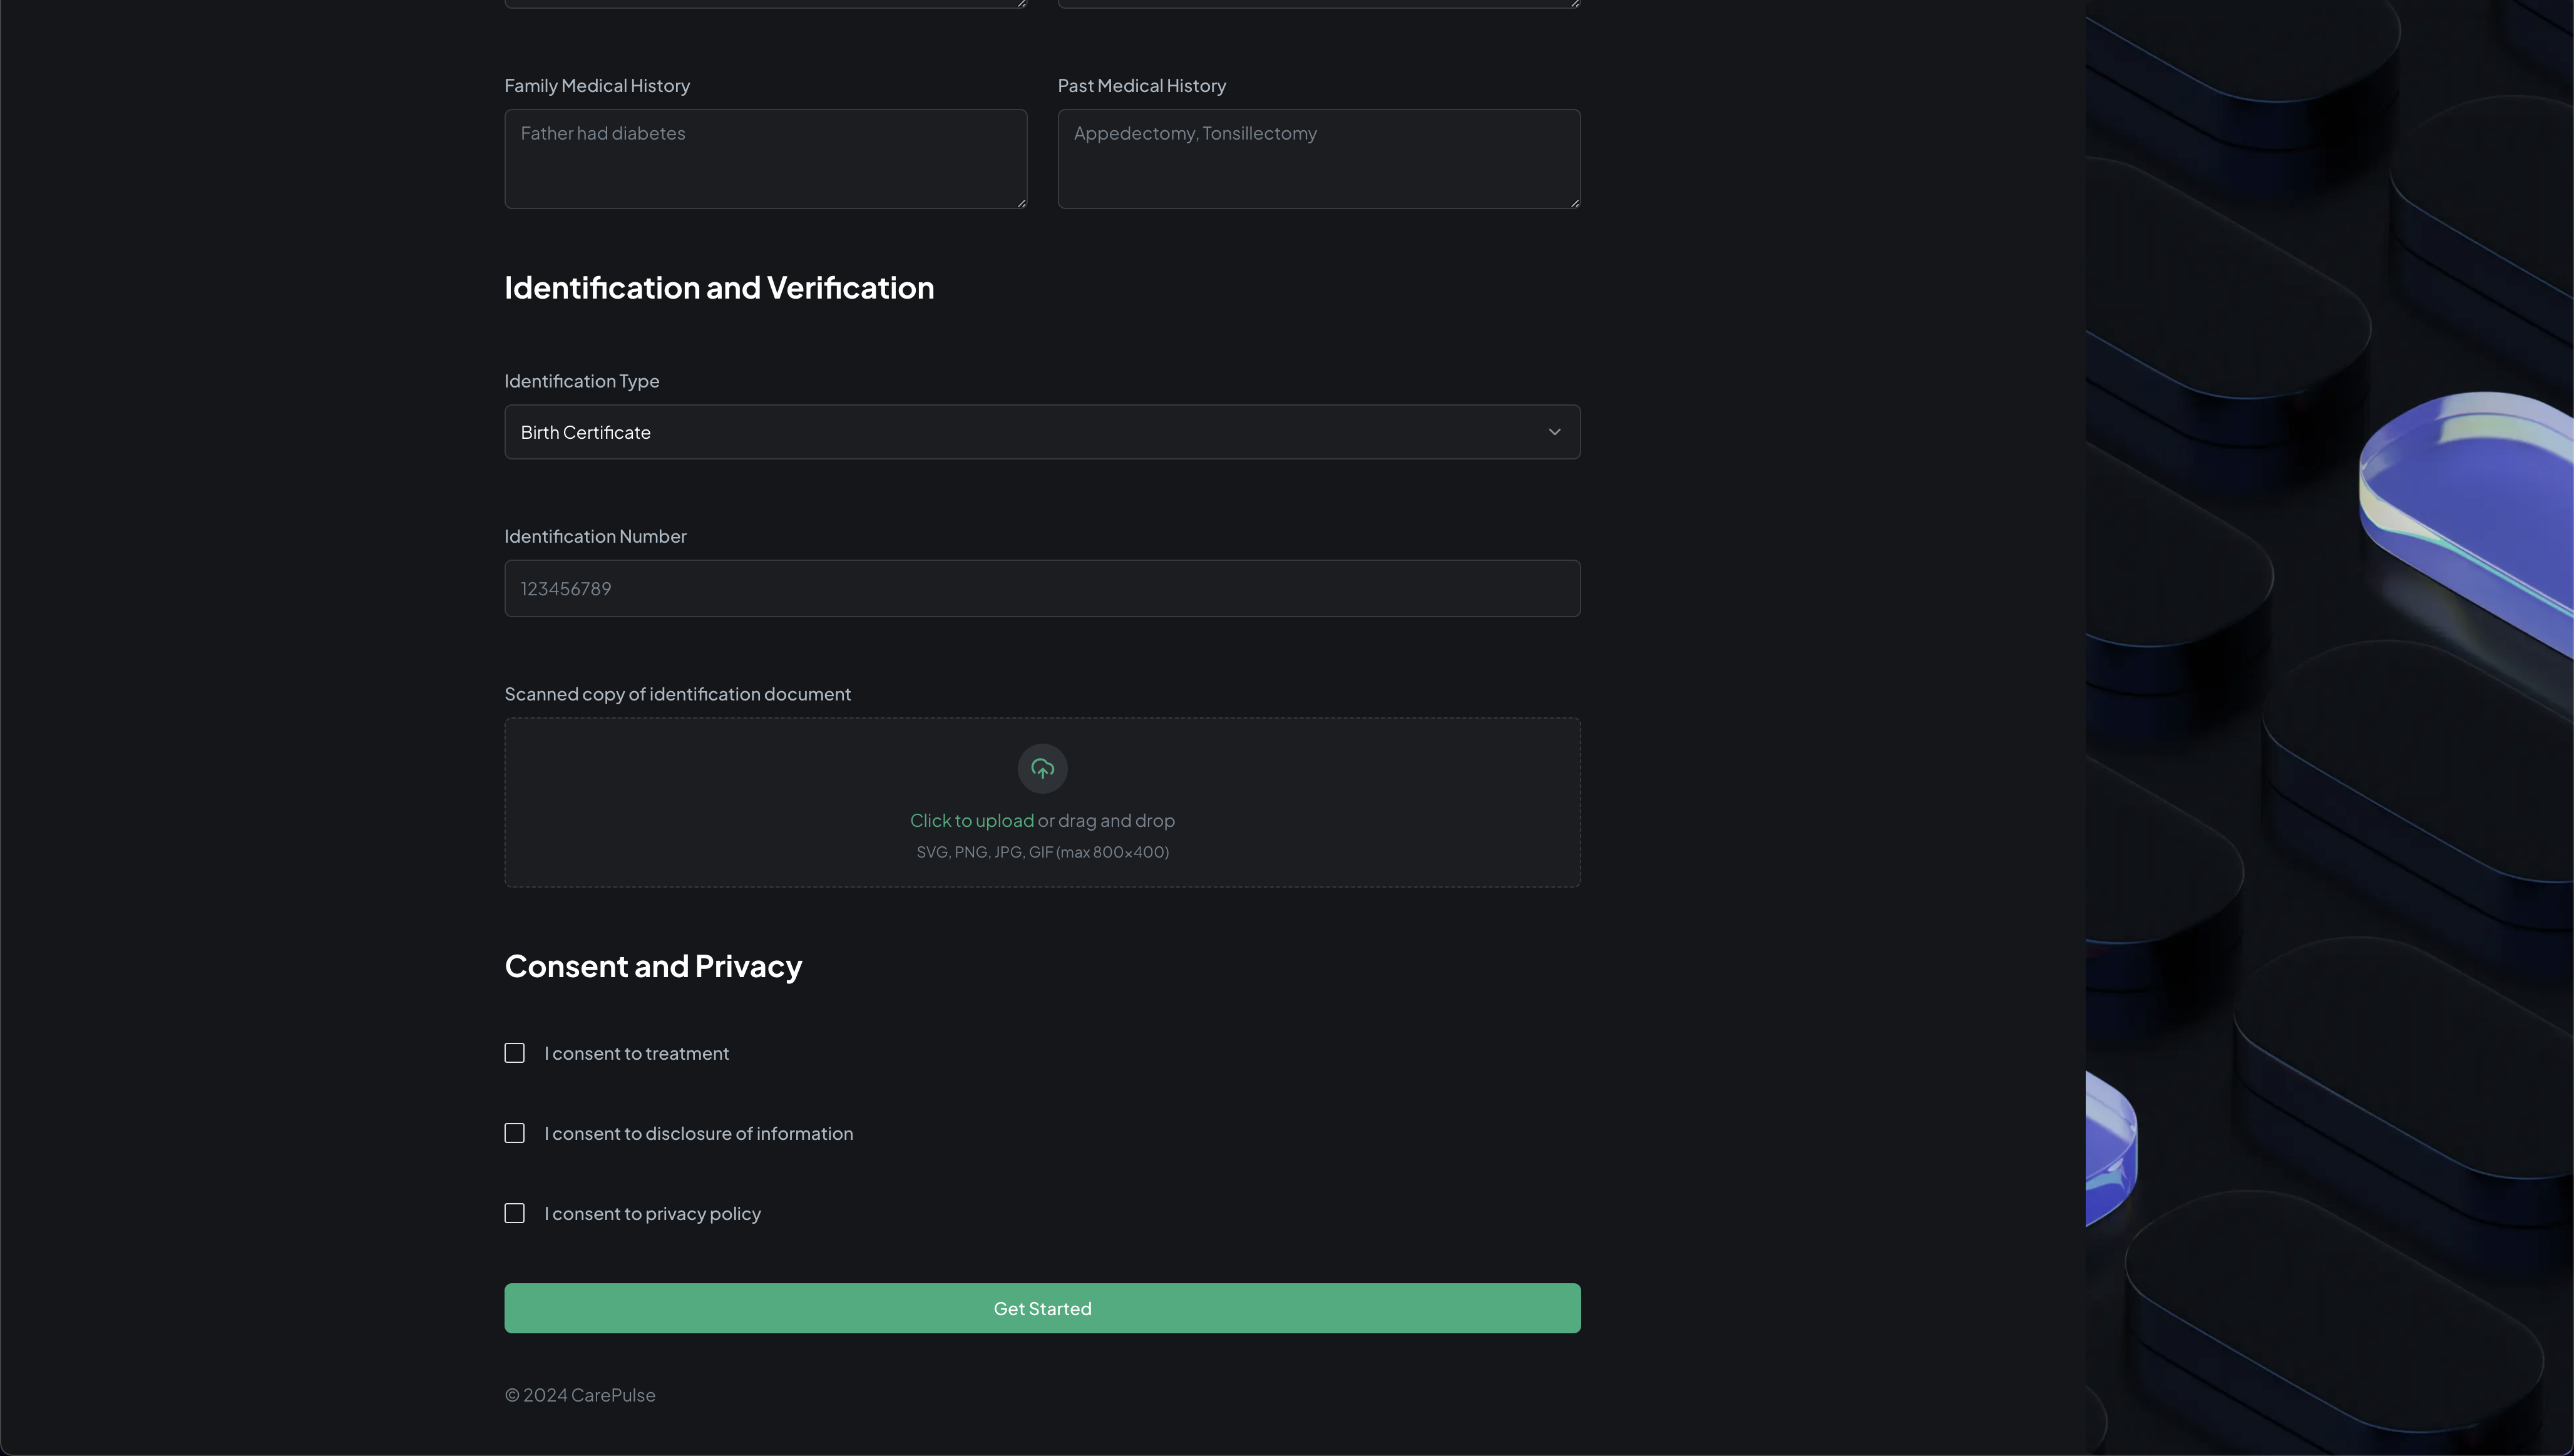 Family Medical History
Past Medical History
Father had diabetes
Appedectomy, Tonsillectomy
Identification and Verification
Identification Type
Birth Certificate
Identification Number
123456789
Scanned copy of identification document
Click to upload or drag and drop
SVG, PNG, JPG, GIF (max 800×400)
Consent and Privacy
I consent to treatment
I consent to disclosure of information
I consent to privacy policy
Get Started
© 2024 CarePulse